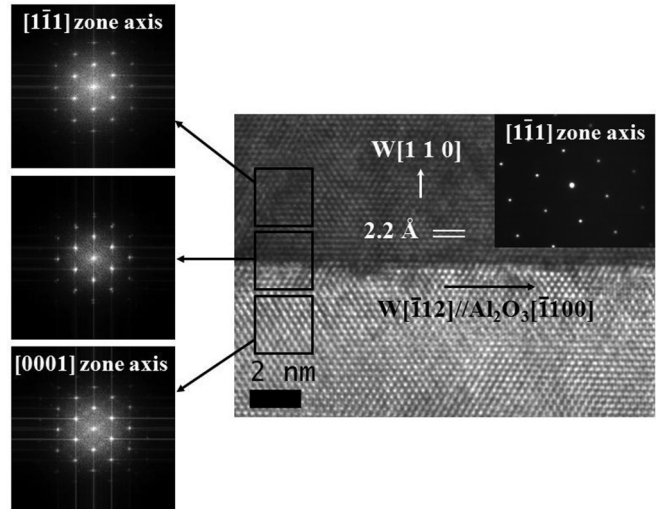 [11̄1] zone axis
[0001] zone axis
W[1 1 0]
2.2 Å
[11̄1] zone axis
W[1̄12]//Al₂O₃[1̄100]
2 nm